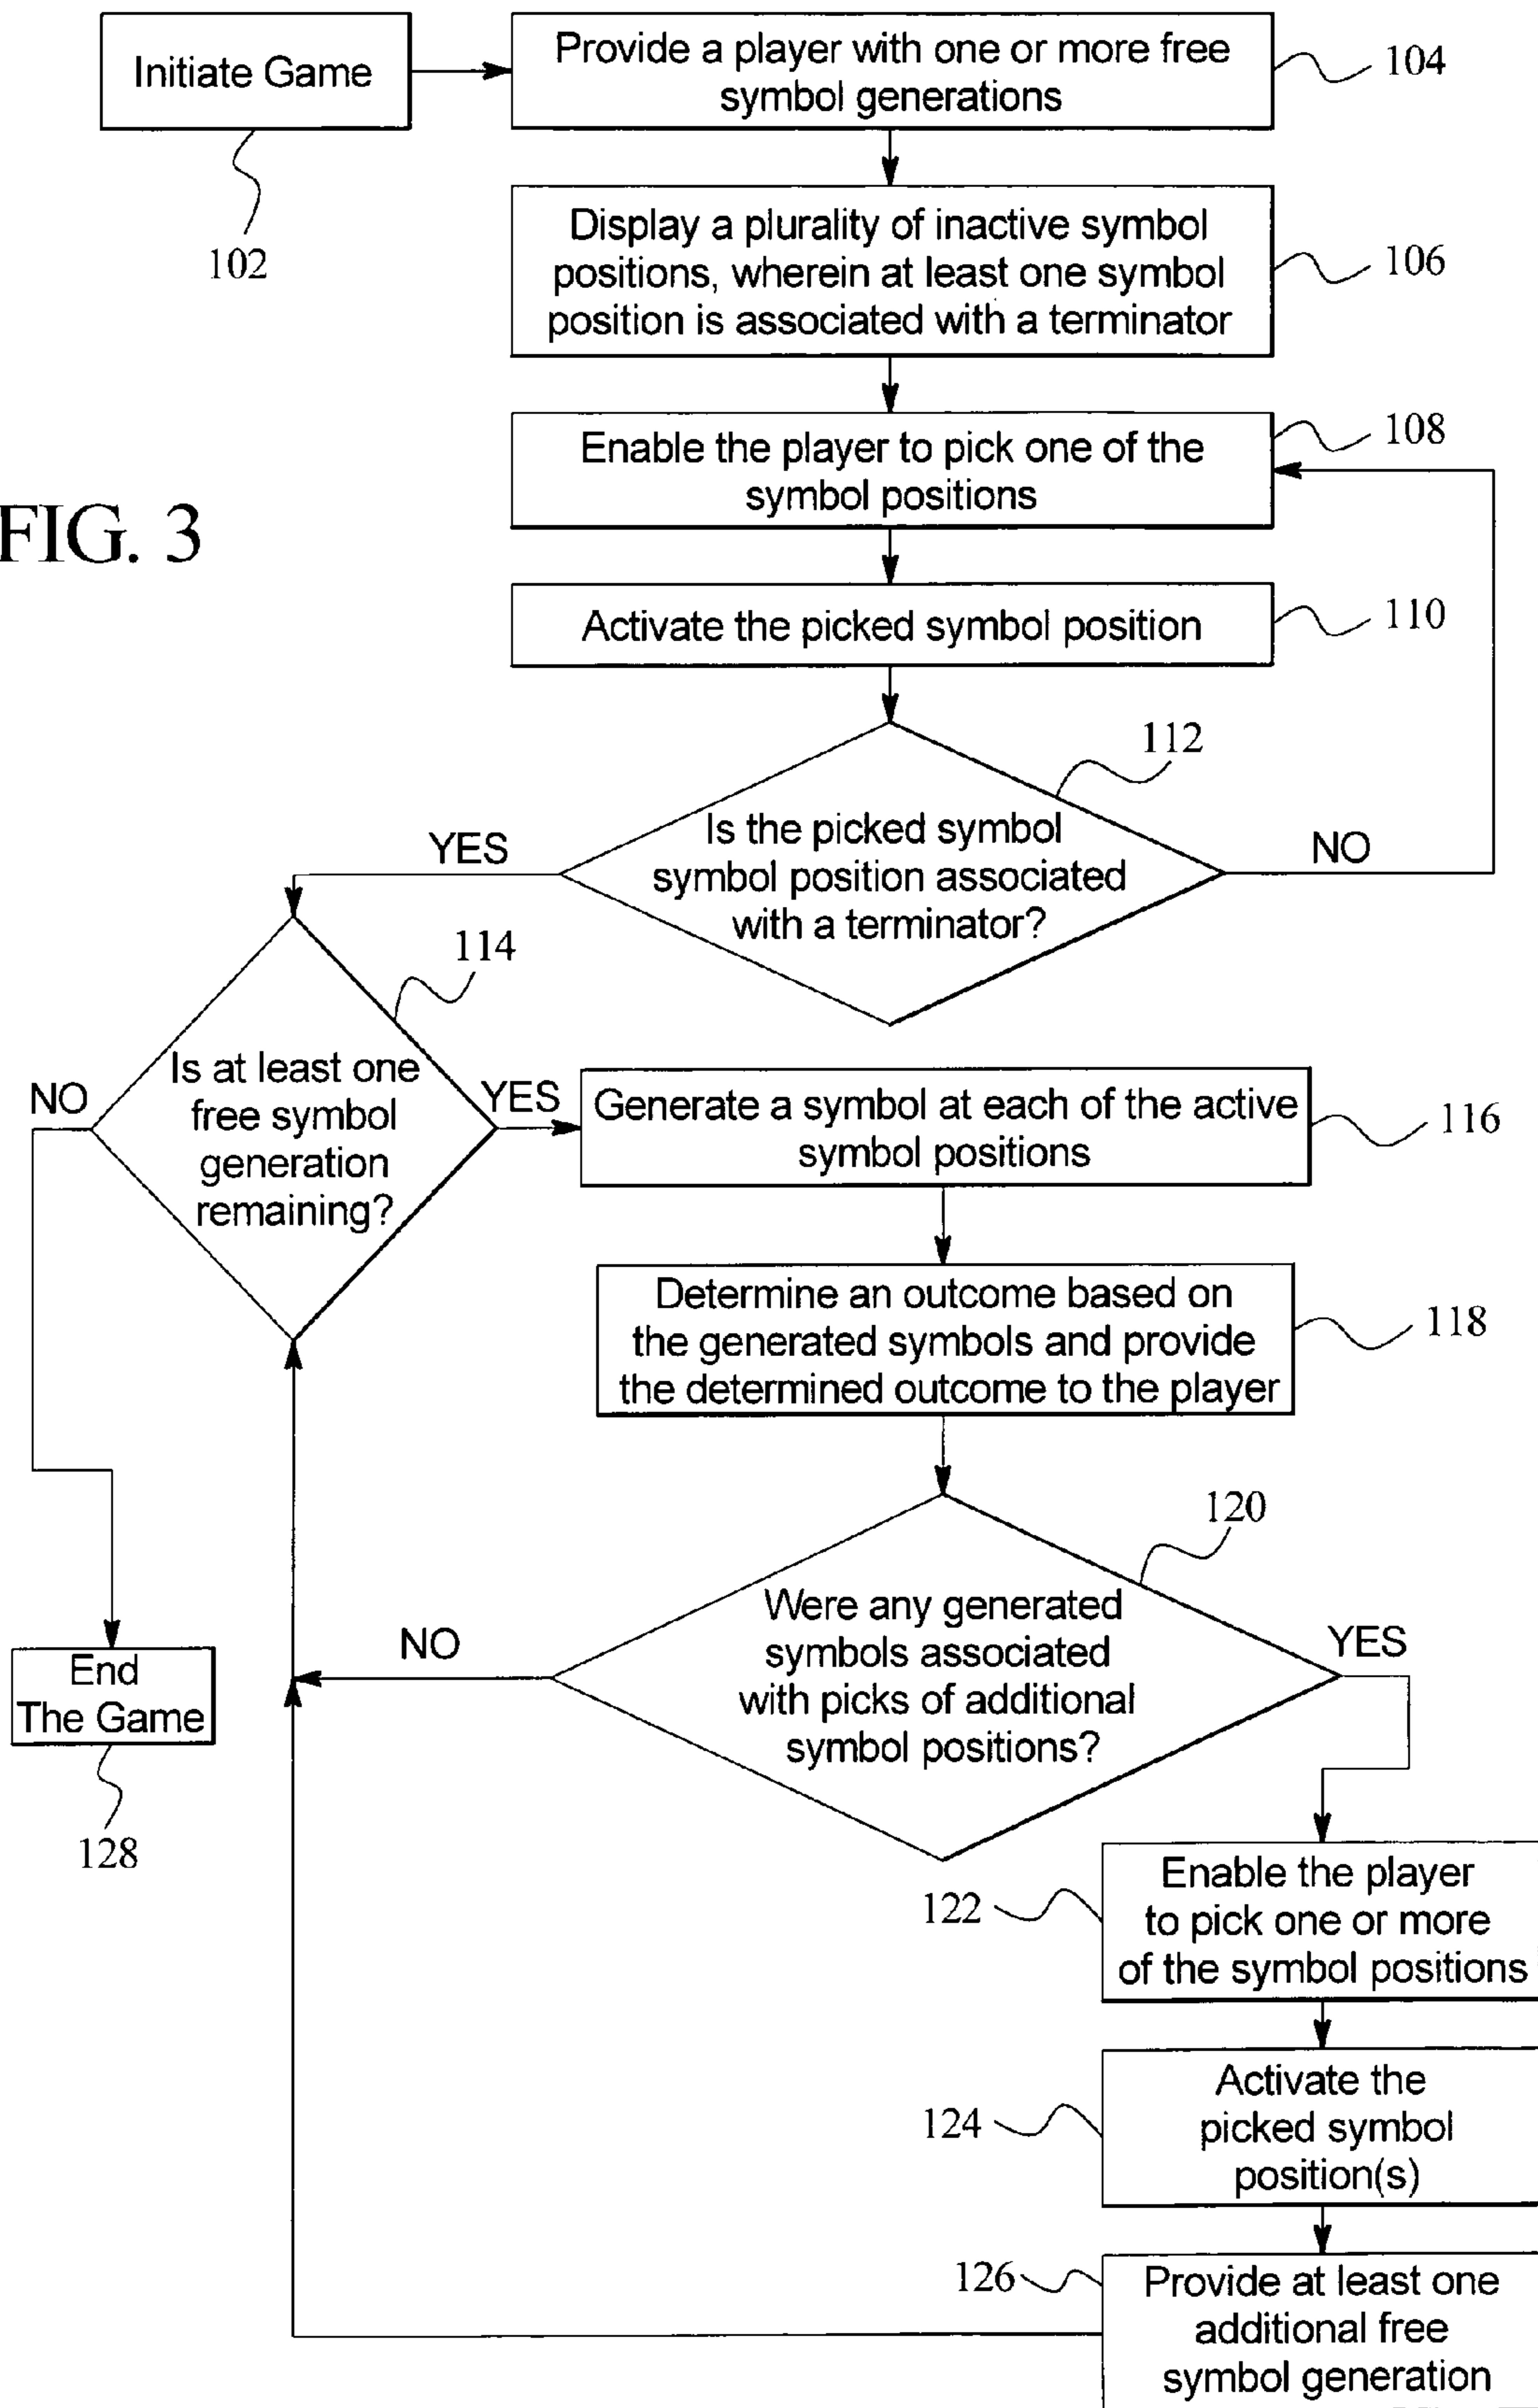 Initiate Game
102
Provide a player with one or more free
symbol generations
104
Display a plurality of inactive symbol
positions, wherein at least one symbol
position is associated with a terminator
106
FIG. 3
Enable the player to pick one of the
symbol positions
108
Activate the picked symbol position
110
112
Is the picked symbol
symbol position associated
with a terminator?
YES
NO
114
Is at least one
free symbol
generation
remaining?
NO
YES
Generate a symbol at each of the active
symbol positions
116
Determine an outcome based on
the generated symbols and provide
the determined outcome to the player
118
120
Were any generated
symbols associated
with picks of additional
symbol positions?
NO
YES
End
The Game
128
122
Enable the player
to pick one or more
of the symbol positions
124
Activate the
picked symbol
position(s)
126
Provide at least one
additional free
symbol generation